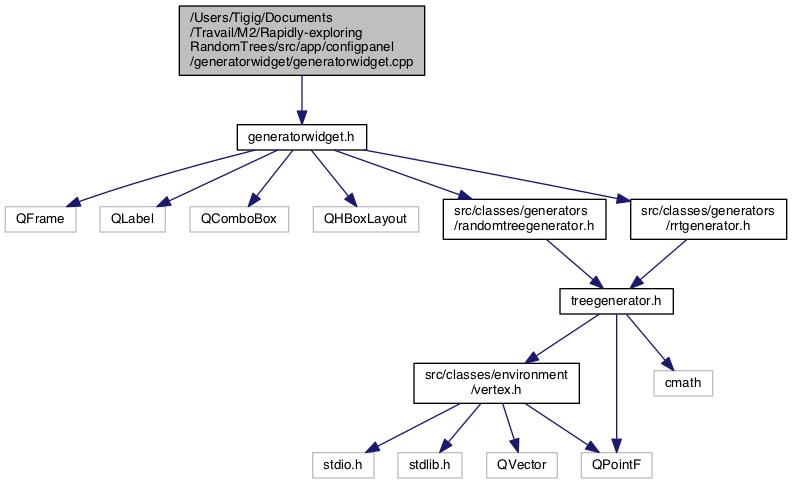 /Users/Tigig/Documents
/Travail/M2/Rapidly-exploring
RandomTrees/src/app/configpanel
/generatorwidget/generatorwidget.cpp
generatorwidget.h
QFrame
QLabel
QComboBox
QHBoxLayout
src/classes/generators
/randomtreegenerator.h
src/classes/generators
/rrtgenerator.h
treegenerator.h
src/classes/environment
/vertex.h
cmath
stdio.h
stdlib.h
QVector
QPointF